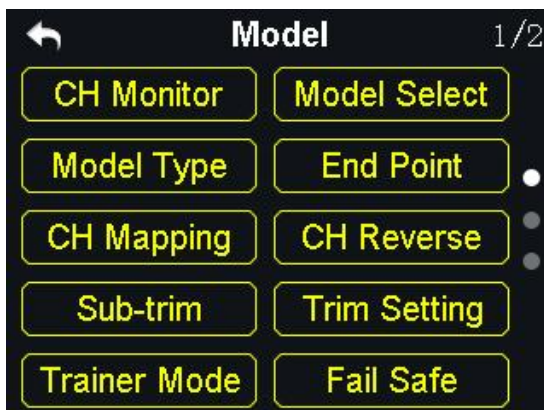 Model 1/2
CH Monitor Model Select
Model Type End Point
CH Mapping CH Reverse
Sub-trim Trim Setting
Trainer Mode Fail Safe